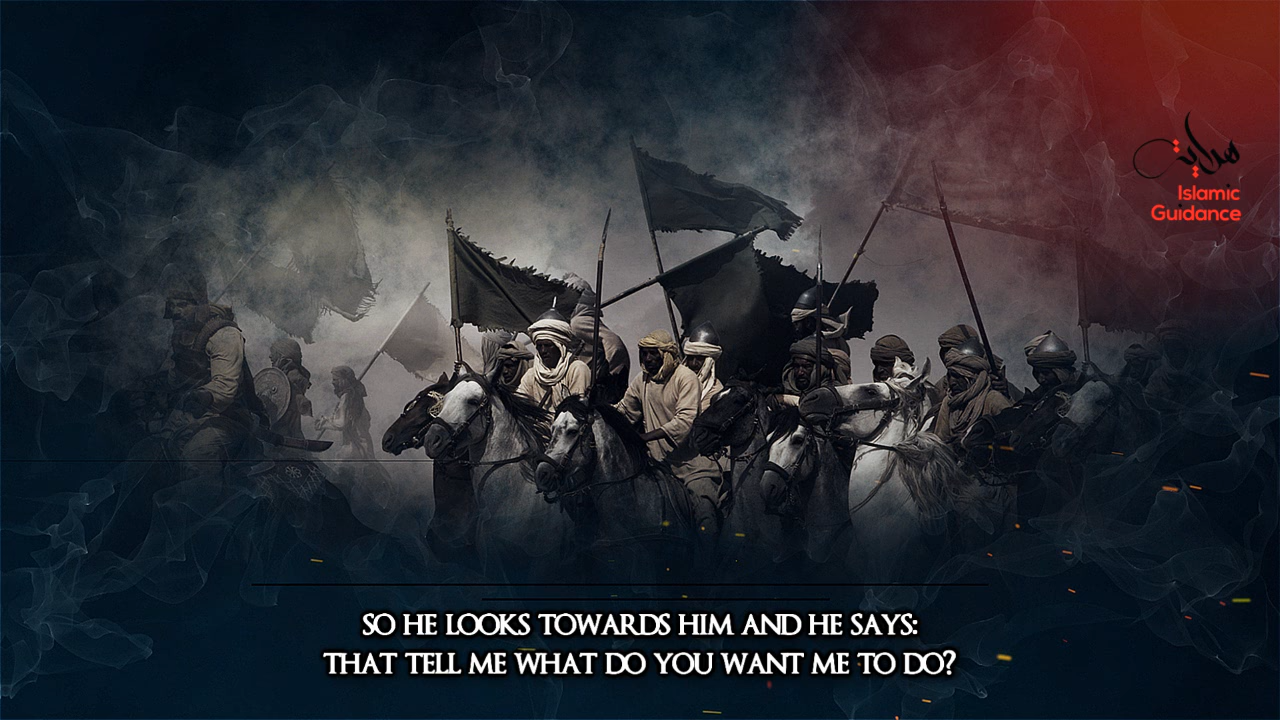 هداية
Islamic
Guidance
SO HE LOOKS TOWARDS HIM AND HE SAYS:
THAT TELL ME WHAT DO YOU WANT ME TO DO?